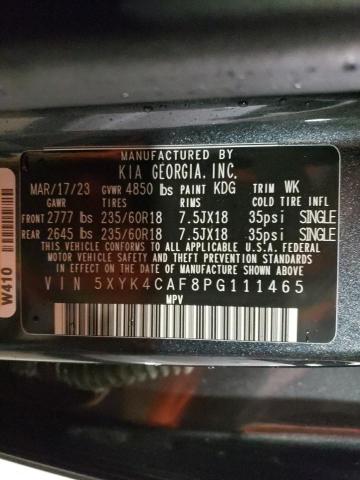 MANUFACTURED BY
KIA GEORGIA, INC.
MAR/17/23 GVWR 4850 lbs PAINT KDG TRIM WK
GAWR TIRES RIMS COLD TIRE INFL
FRONT 2777 lbs 235/60R18 7.5JX18 35psi SINGLE
REAR 2645 lbs 235/60R18 7.5JX18 35psi SINGLE
THIS VEHICLE CONFORMS TO ALL APPLICABLE U.S. FEDERAL
MOTOR VEHICLE SAFETY AND THEFT PREVENTION STANDARDS
IN EFFECT ON THE DATE OF MANUFACTURE SHOWN ABOVE.
VIN 5XYK4CAF8PG111465
MPV
W410